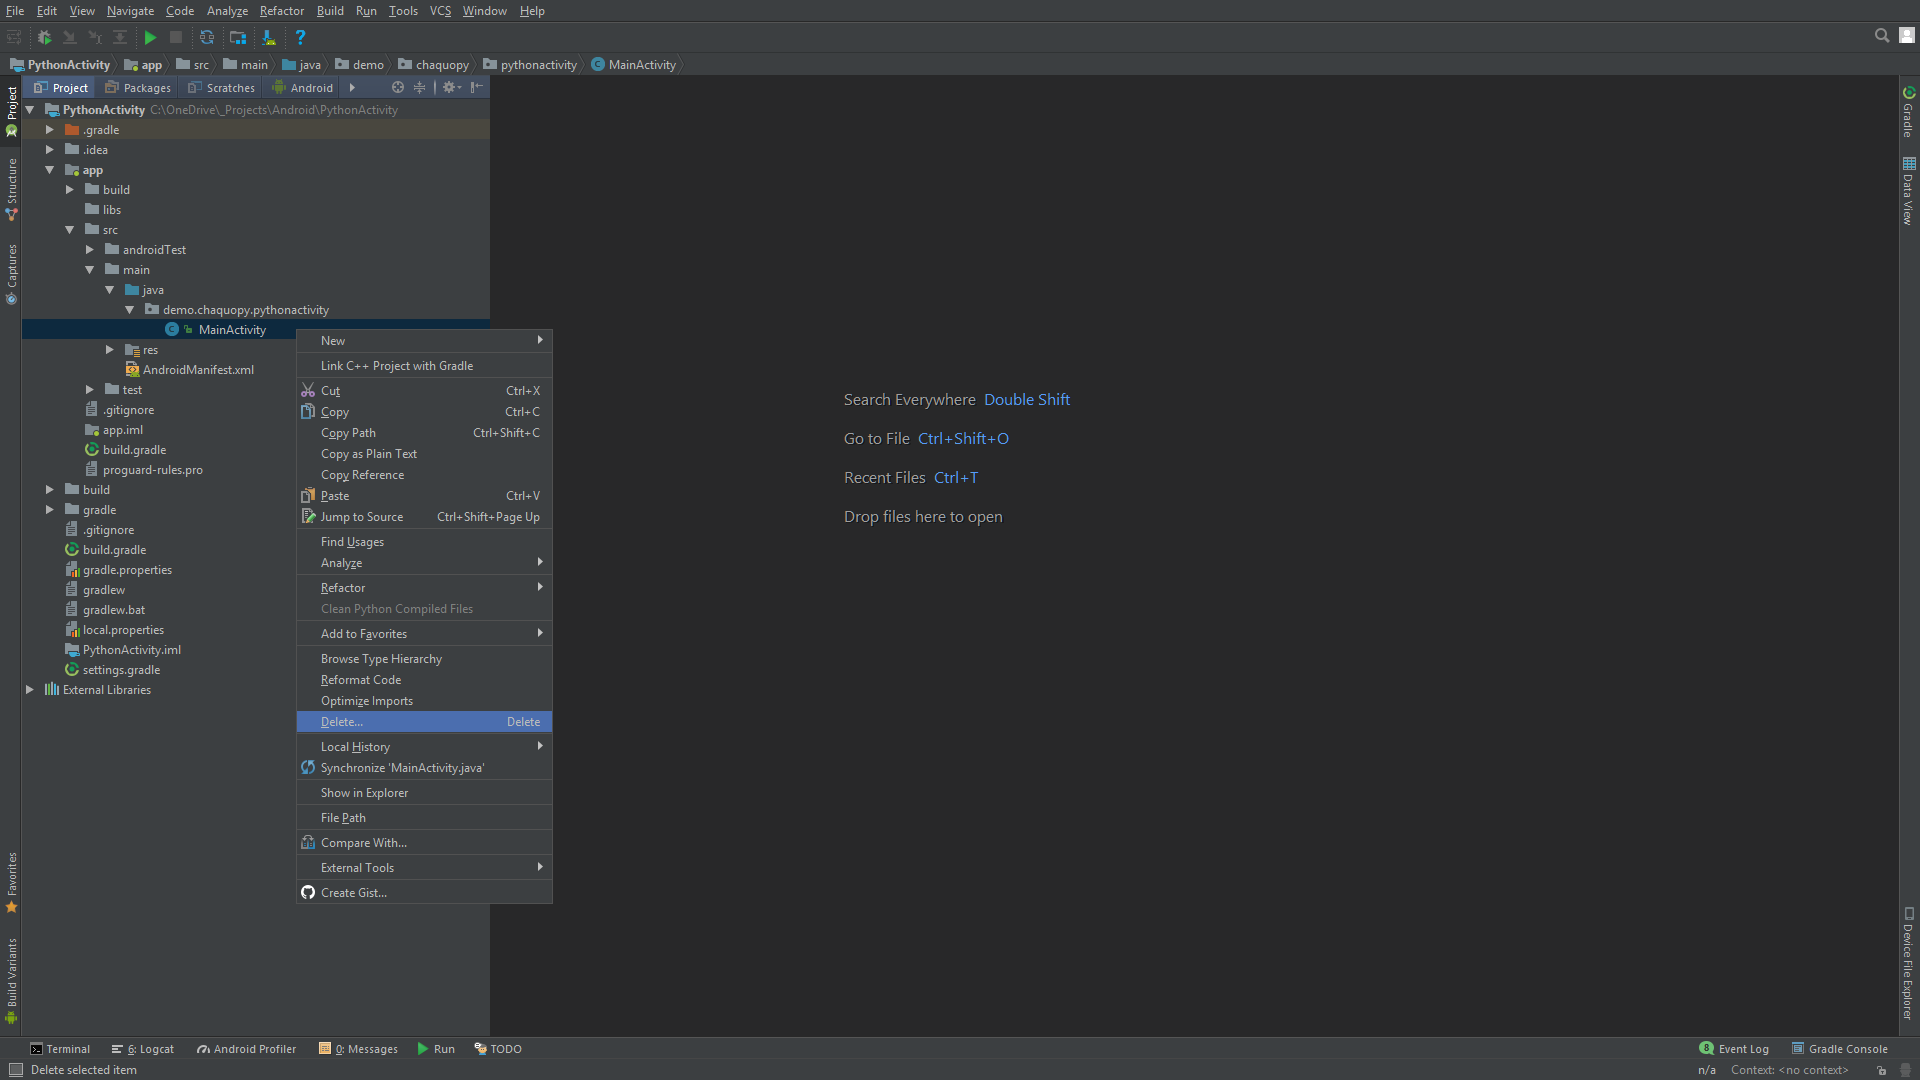 File Edit View Navigate Code Analyze Refactor Build Run Tools VCS Window Help
PythonActivity app src main java demo chaquopy pythonactivity MainActivity
Project Packages Scratches Android
PythonActivity C:\OneDrive\_Projects\Android\PythonActivity
.gradle
.idea
app
build
libs
src
androidTest
main
java
demo.chaquopy.pythonactivity
MainActivity
res
AndroidManifest.xml
test
.gitignore
app.iml
build.gradle
proguard-rules.pro
build
gradle
.gitignore
build.gradle
gradle.properties
gradlew
gradlew.bat
local.properties
PythonActivity.iml
settings.gradle
External Libraries
New
Link C++ Project with Gradle
Cut Ctrl+X
Copy Ctrl+C
Copy Path Ctrl+Shift+C
Copy as Plain Text
Copy Reference
Paste Ctrl+V
Jump to Source Ctrl+Shift+Page Up
Find Usages
Analyze
Refactor
Clean Python Compiled Files
Add to Favorites
Browse Type Hierarchy
Reformat Code
Optimize Imports
Delete... Delete
Local History
Synchronize 'MainActivity.java'
Show in Explorer
File Path
Compare With...
External Tools
Create Gist...
Search Everywhere Double Shift
Go to File Ctrl+Shift+O
Recent Files Ctrl+T
Drop files here to open
Project
Structure
Captures
Favorites
Build Variants
Gradle
Data View
Device File Explorer
Terminal 6: Logcat Android Profiler 0: Messages Run TODO 8 Event Log Gradle Console
Delete selected item n/a Context: <no context>